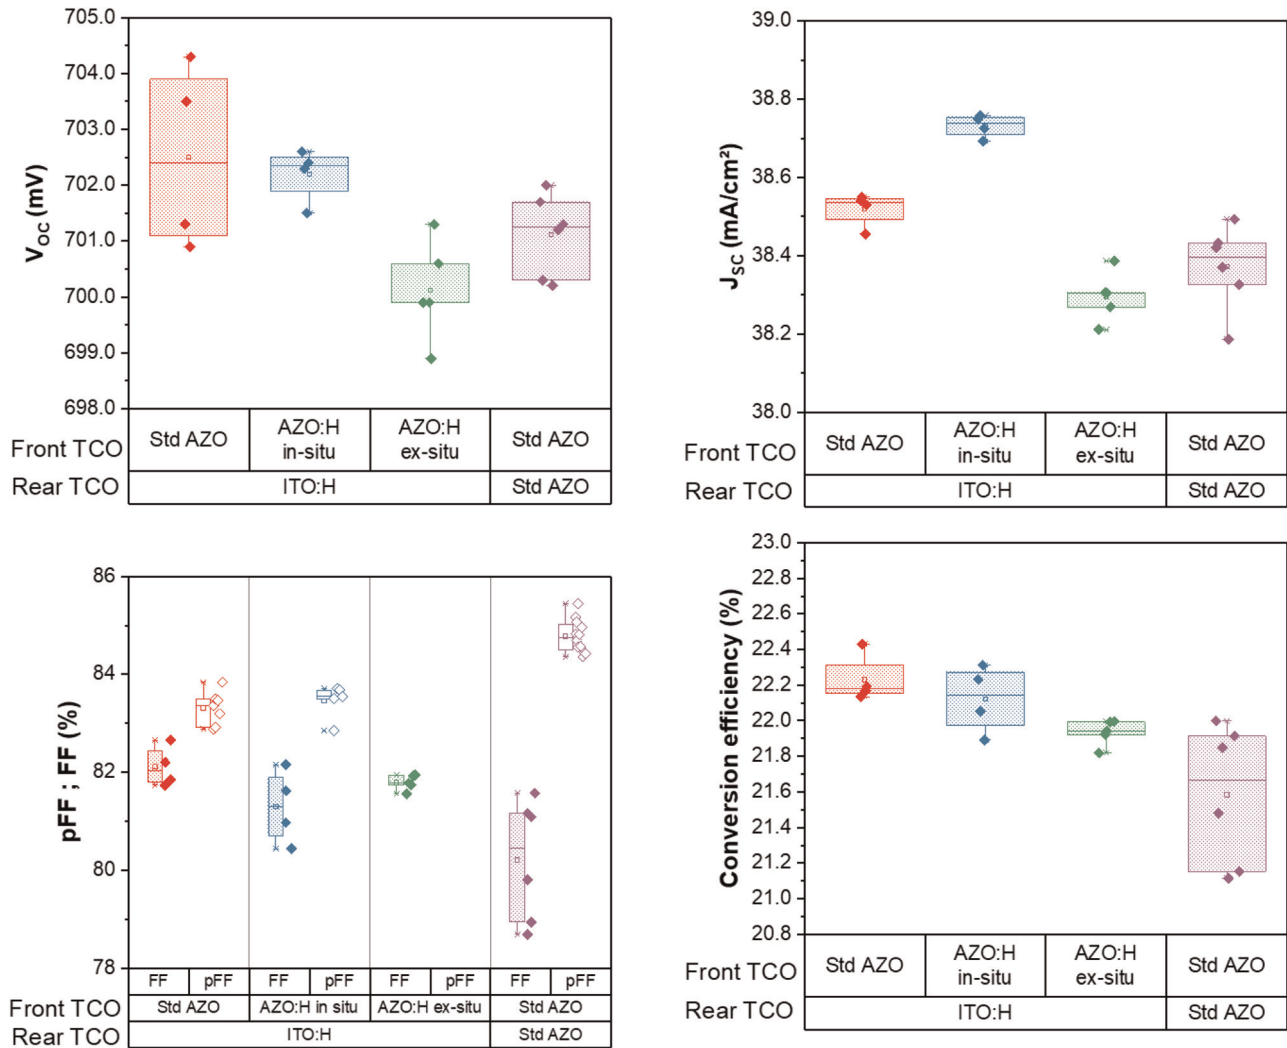 705.0
704.0
703.0
702.0
701.0
700.0
699.0
698.0
V_OC (mV)
Front TCO
Std AZO
AZO:H
in-situ
AZO:H
ex-situ
Std AZO
Rear TCO
ITO:H
Std AZO
39.0
38.8
38.6
38.4
38.2
38.0
J_SC (mA/cm²)
Front TCO
Std AZO
AZO:H
in-situ
AZO:H
ex-situ
Std AZO
Rear TCO
ITO:H
Std AZO
86
84
82
80
78
pFF ; FF (%)
FF pFF FF pFF FF pFF FF pFF
Front TCO
Std AZO
AZO:H in situ
AZO:H ex-situ
Std AZO
Rear TCO
ITO:H
Std AZO
23.0
22.8
22.6
22.4
22.2
22.0
21.8
21.6
21.4
21.2
21.0
20.8
Conversion efficiency (%)
Front TCO
Std AZO
AZO:H
in-situ
AZO:H
ex-situ
Std AZO
Rear TCO
ITO:H
Std AZO